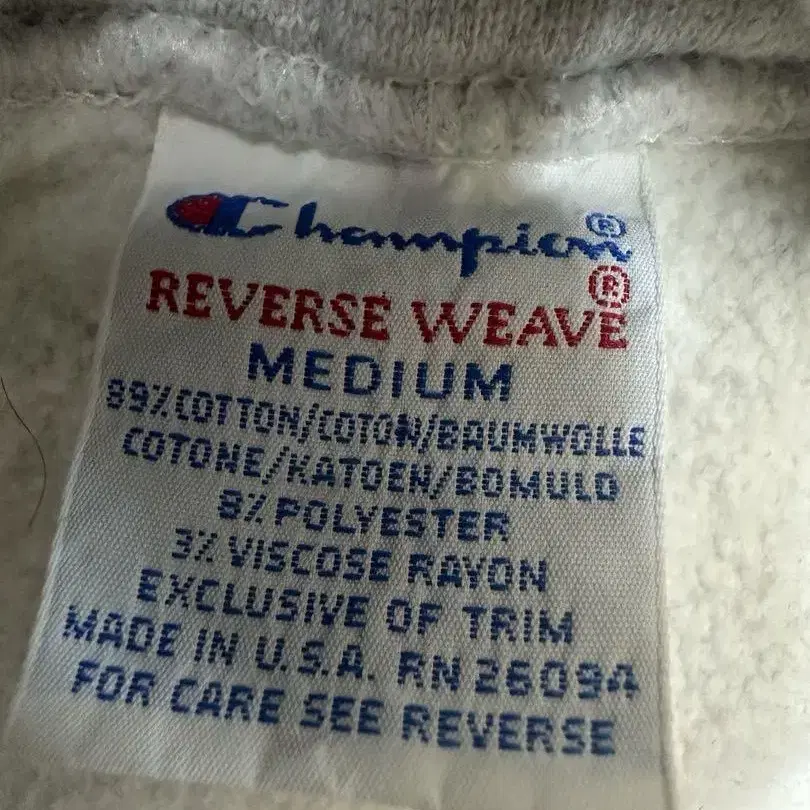 Champion®
REVERSE WEAVE®
MEDIUM
89% COTTON/COTON/BAUMWOLLE
COTONE/KATOEN/BOMULD
8% POLYESTER
3% VISCOSE RAYON
EXCLUSIVE OF TRIM
MADE IN U.S.A. RN 26094
FOR CARE SEE REVERSE